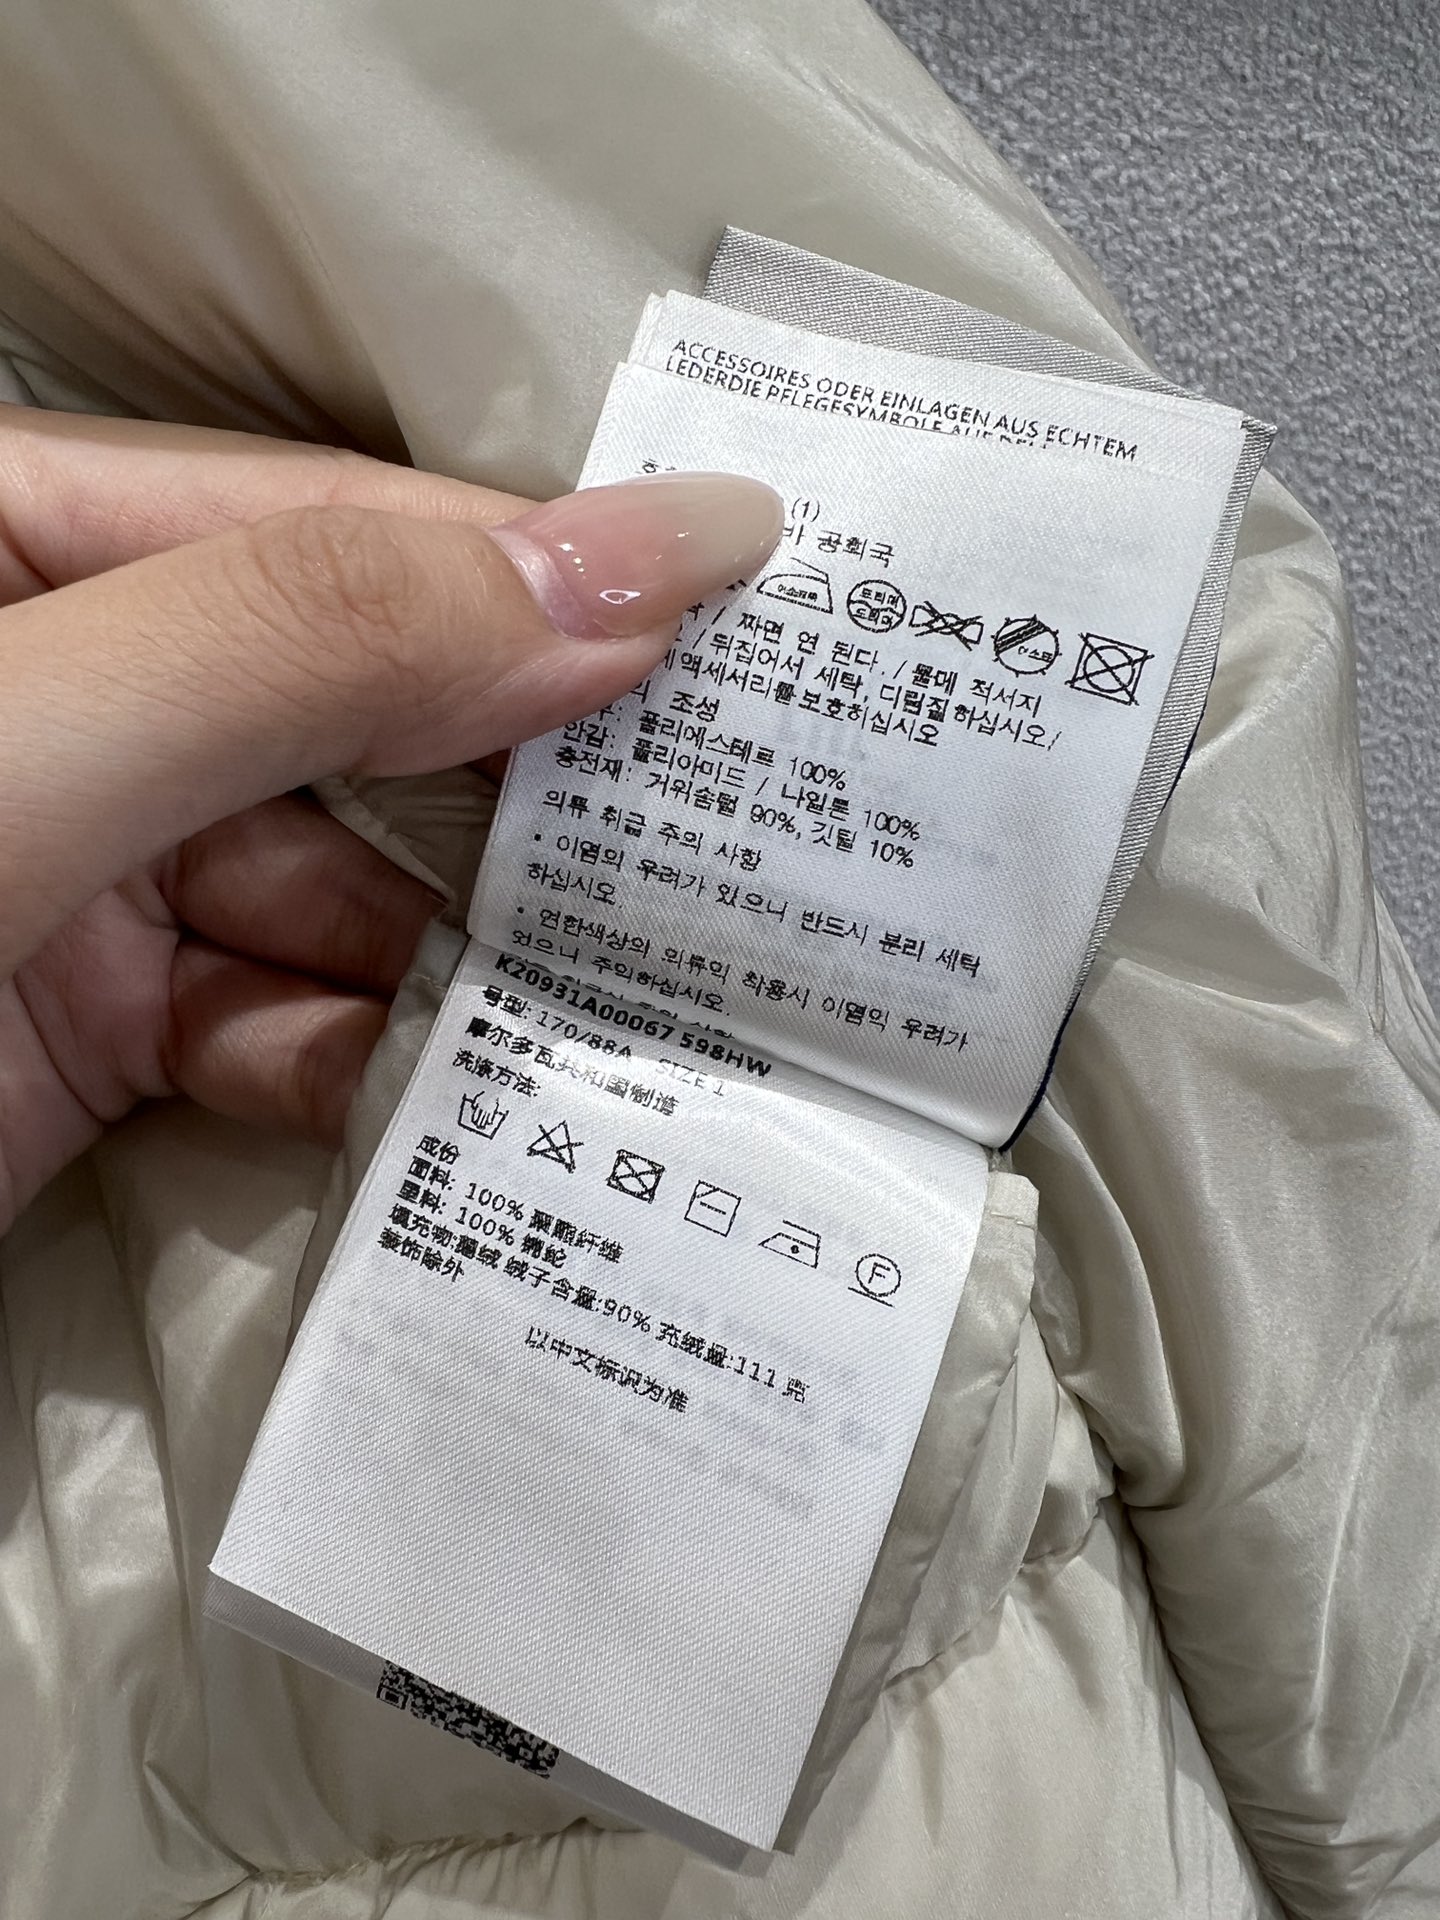 ACCESSOIRES ODER EINLAGEN AUS ECHTEM
LEDERDIE PFLEGESYMBOLE AUF DEM
(1)
바 공회국
/ 짜면 연 된다. / 물에 적서지
/ 뒤집어서 세탁, 디림질하십시오/
액세서리를보호하십시오
의 조성
폴리에스테르 100%
안감: 폴리아미드 / 나일론 100%
충전재: 거위솜털 90%, 깃털 10%
의류 취급 주의 사항
• 이염의 우려가 있으니 반드시 분리 세탁
하십시오.
• 연한색상의 의류의 착용시 이염의 우려가
있으니 주의하십시오.
K20931A00067 598HW
号型: 170/88A SIZE 1
摩尔多瓦共和国制造
洗涤方法:
F
成份
面料: 100% 聚酯纤维
里料: 100% 锦纶
填充物:鹅绒 绒子含量:90% 充绒量:111 克
装饰除外
以中文标识为准